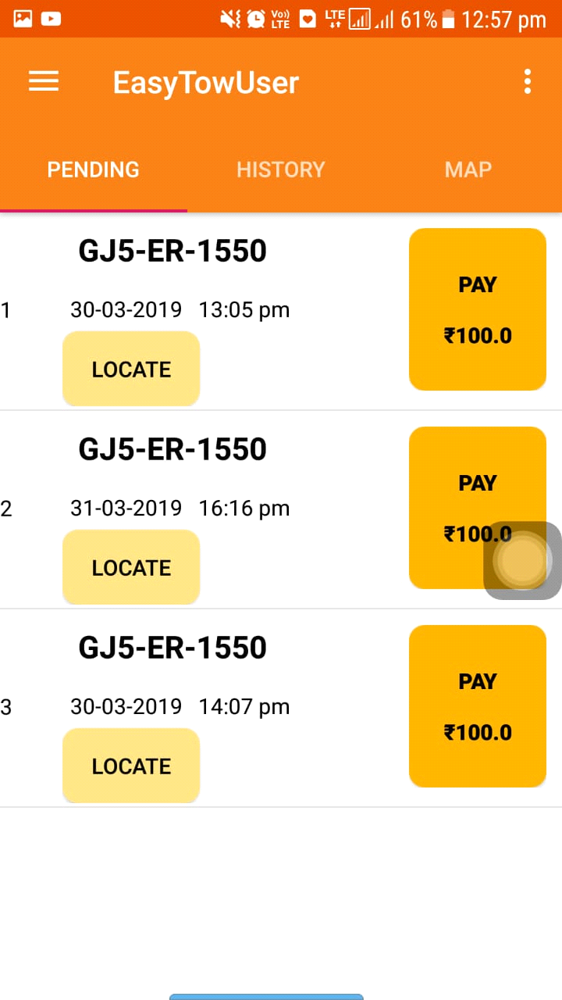 Vo)) LTE LTE 61% 12:57 pm
EasyTowUser
PENDING HISTORY MAP
GJ5-ER-1550
PAY
1 30-03-2019 13:05 pm
₹100.0
LOCATE
GJ5-ER-1550
PAY
2 31-03-2019 16:16 pm
₹100.0
LOCATE
GJ5-ER-1550
PAY
3 30-03-2019 14:07 pm
₹100.0
LOCATE